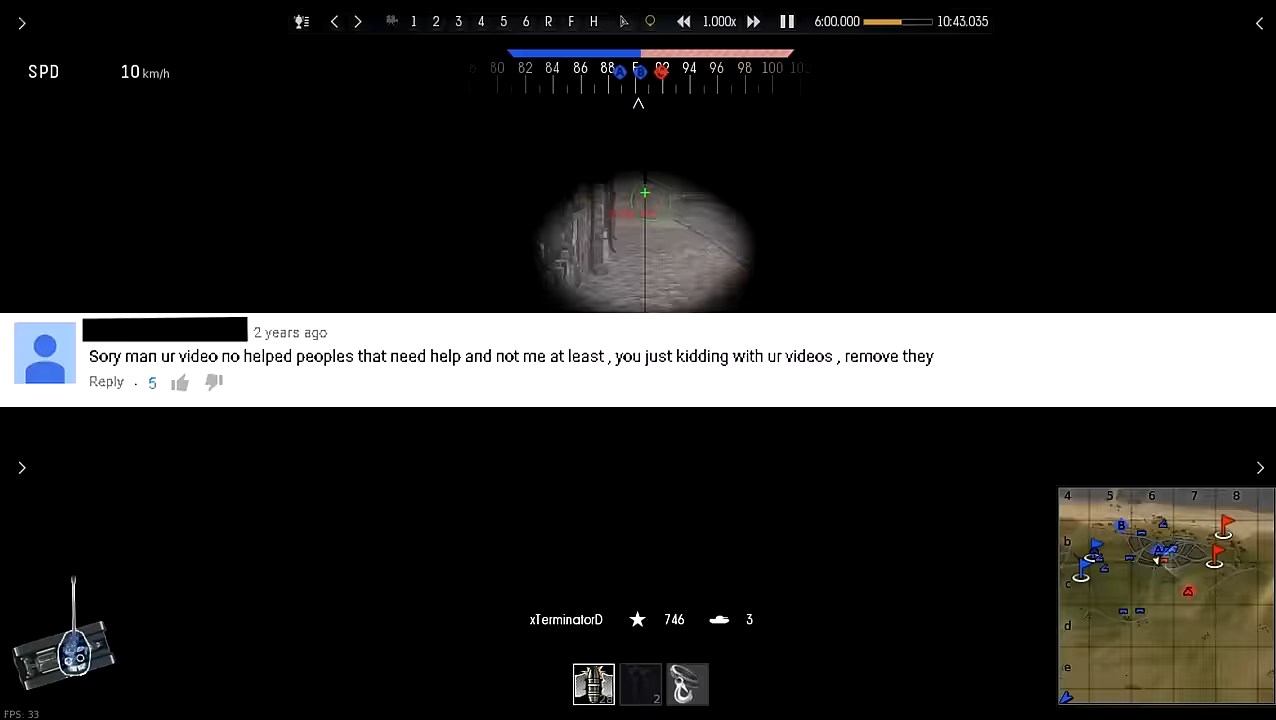 1 2 3 4 5 6 R F H 1.000x 6:00.000 10:43.035
SPD 10 km/h
80 82 84 86 88 E 92 94 96 98 100
A B
2 years ago
Sory man ur video no helped peoples that need help and not me at least , you just kidding with ur videos , remove they
Reply · 5
4 5 6 7 8
B
b
c
d
e
xTerminatorD 746 3
28 2
FPS: 33